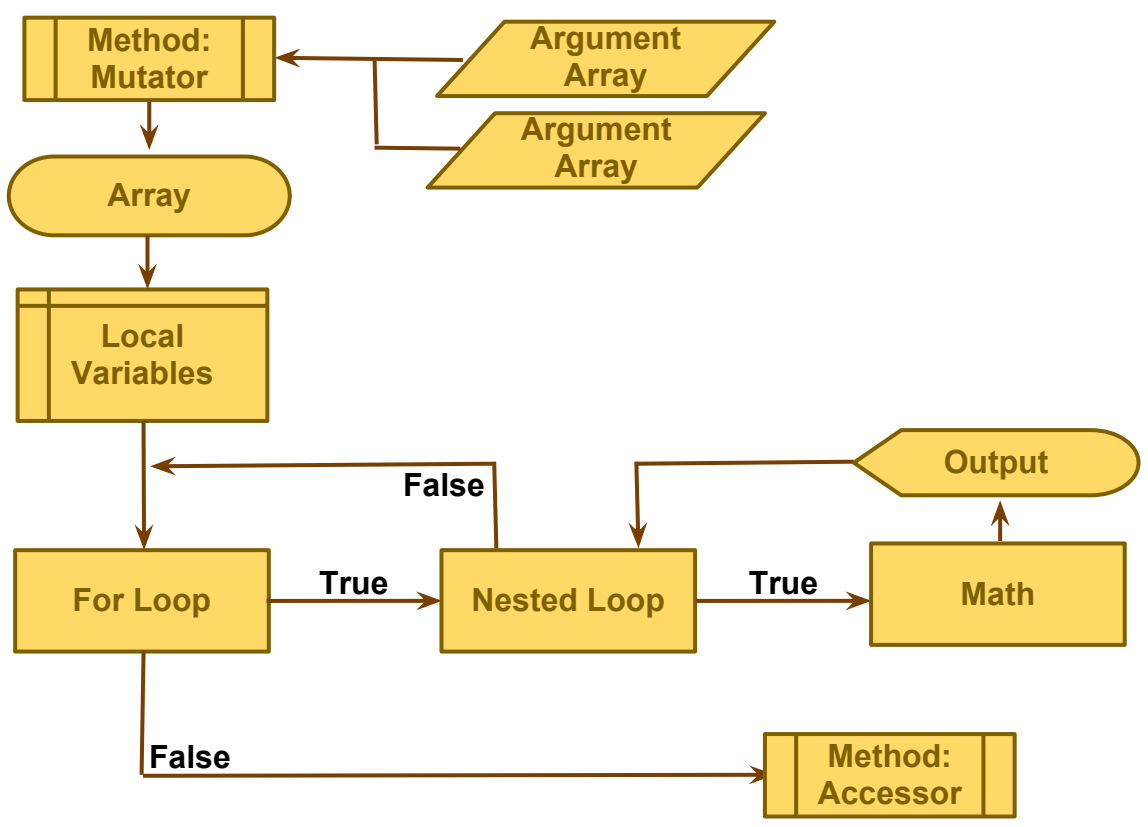 Method:
Mutator
Argument
Array
Argument
Array
Array
Local
Variables
False
Output
For Loop
True
Nested Loop
True
Math
False
Method:
Accessor